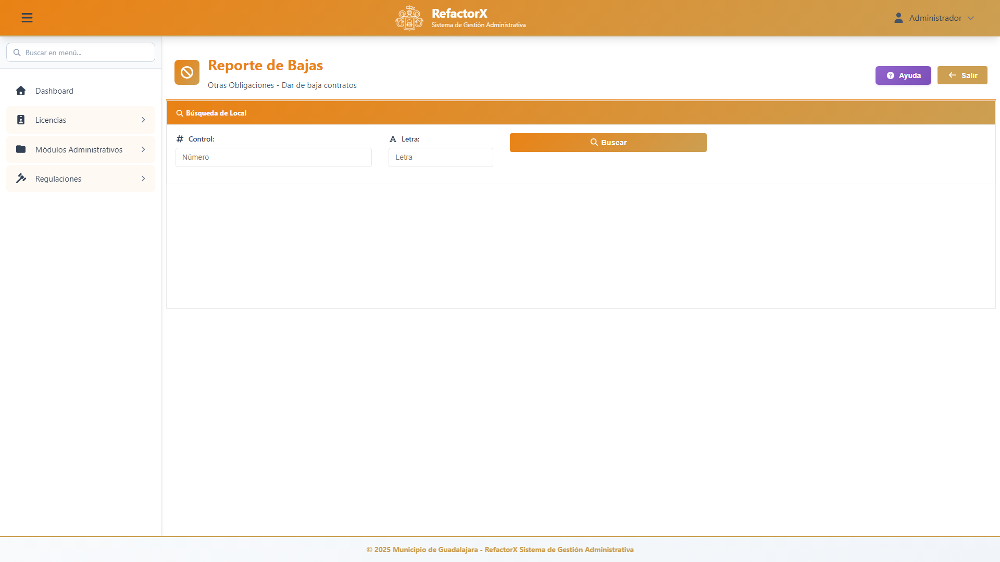 RefactorX
Sistema de Gestión Administrativa
Administrador
Buscar en menú...
Dashboard
Licencias
Módulos Administrativos
Regulaciones
Reporte de Bajas
Otras Obligaciones - Dar de baja contratos
Ayuda
Salir
Búsqueda de Local
Control:
Número
Letra:
Letra
Buscar
© 2025 Municipio de Guadalajara - RefactorX Sistema de Gestión Administrativa